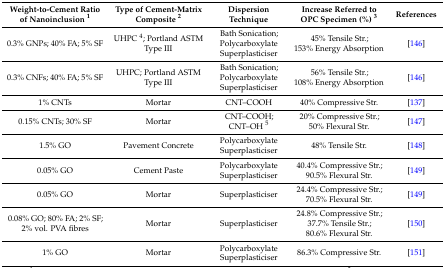 Weight-to-Cement Ratio of Nanoinclusion 1 | Type of Cement-Matrix Composite 2 | Dispersion Technique | Increase Referred to OPC Specimen (%) 3 | References
0.3% GNPs; 40% FA; 5% SF | UHPC 4; Portland ASTM Type III | Bath Sonication; Polycarboxylate Superplasticiser | 45% Tensile Str.; 153% Energy Absorption | [146]
0.3% CNFs; 40% FA; 5% SF | UHPC; Portland ASTM Type III | Bath Sonication; Polycarboxylate Superplasticiser | 56% Tensile Str.; 108% Energy Absorption | [146]
1% CNTs | Mortar | CNT–COOH | 40% Compressive Str. | [137]
0.15% CNTs; 30% SF | Mortar | CNT–COOH; CNT–OH 5 | 20% Compressive Str.; 50% Flexural Str. | [147]
1.5% GO | Pavement Concrete | Polycarboxylate Superplasticiser | 48% Tensile Str. | [148]
0.05% GO | Cement Paste | Polycarboxylate Superplasticiser | 40.4% Compressive Str.; 90.5% Flexural Str. | [149]
0.05% GO | Mortar | Superplasticiser | 24.4% Compressive Str.; 70.5% Flexural Str. | [149]
0.08% GO; 80% FA; 2% SF; 2% vol. PVA fibres | Mortar | Superplasticiser | 24.8% Compressive Str.; 37.7% Tensile Str.; 80.6% Flexural Str. | [150]
1% GO | Mortar | Polycarboxylate Superplasticiser | 86.3% Compressive Str. | [151]